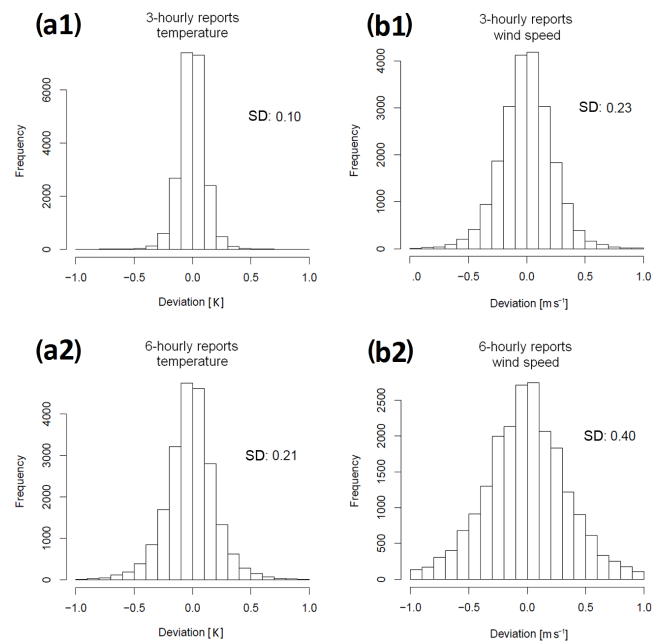 (a1)
3-hourly reports
temperature
SD: 0.10
Frequency
0 2000 4000 6000
−1.0 −0.5 0.0 0.5 1.0
Deviation [K]
(b1)
3-hourly reports
wind speed
SD: 0.23
Frequency
0 1000 2000 3000 4000
.0 −0.5 0.0 0.5 1.0
Deviation [m s⁻¹]
(a2)
6-hourly reports
temperature
SD: 0.21
Frequency
0 1000 2000 3000 4000
−1.0 −0.5 0.0 0.5 1.0
Deviation [K]
(b2)
6-hourly reports
wind speed
SD: 0.40
Frequency
0 500 1000 1500 2000 2500
−1.0 −0.5 0.0 0.5 1.0
Deviation [m s⁻¹]